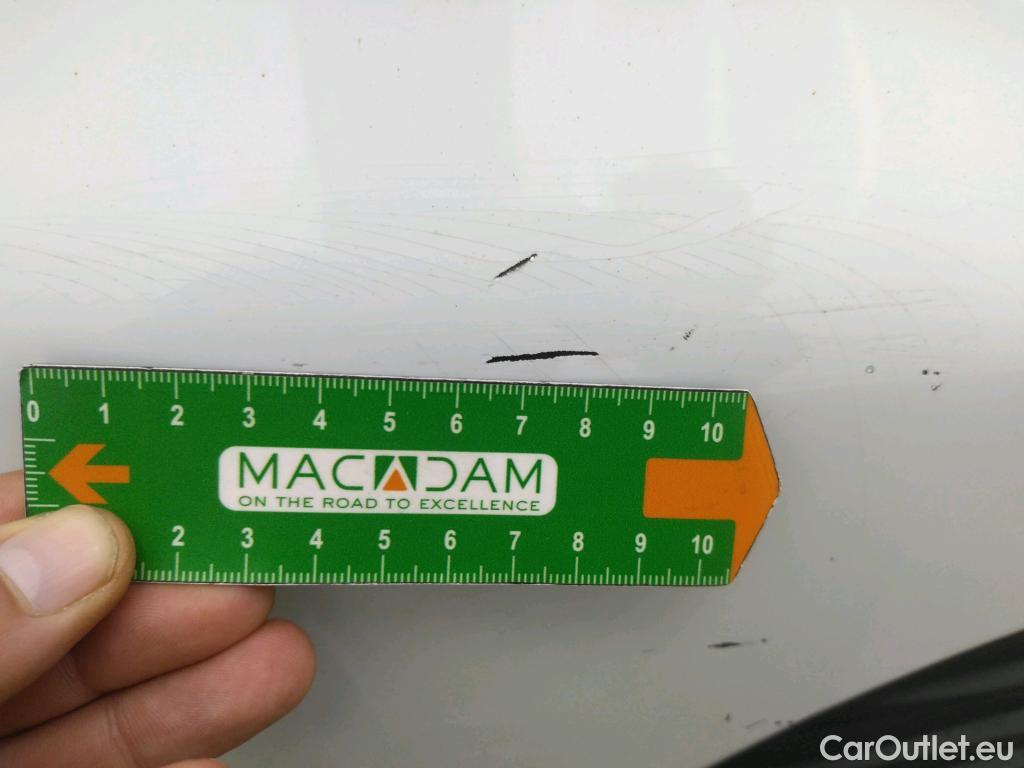 0 1 2 3 4 5 6 7 8 9 10
MACADAM
ON THE ROAD TO EXCELLENCE
2 3 4 5 6 7 8 9 10
CarOutlet.eu